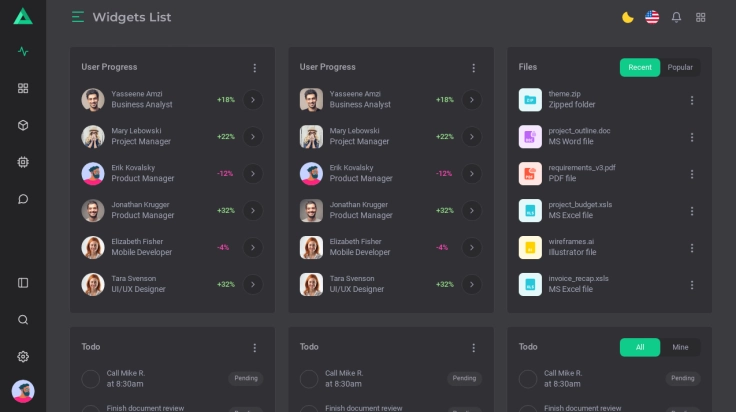 Widgets List
User Progress
Yasseene Amzi
Business Analyst
+18%
Mary Lebowski
Project Manager
+22%
Erik Kovalsky
Product Manager
-12%
Jonathan Krugger
Product Manager
+32%
Elizabeth Fisher
Mobile Developer
-4%
Tara Svenson
UI/UX Designer
+32%
User Progress
Yasseene Amzi
Business Analyst
+18%
Mary Lebowski
Project Manager
+22%
Erik Kovalsky
Product Manager
-12%
Jonathan Krugger
Product Manager
+32%
Elizabeth Fisher
Mobile Developer
-4%
Tara Svenson
UI/UX Designer
+32%
Files
Recent
Popular
theme.zip
Zipped folder
project_outline.doc
MS Word file
requirements_v3.pdf
PDF file
project_budget.xsls
MS Excel file
wireframes.ai
Illustrator file
invoice_recap.xsls
MS Excel file
Todo
Call Mike R.
at 8:30am
Pending
Finish document review
Todo
Call Mike R.
at 8:30am
Pending
Finish document review
Todo
All
Mine
Call Mike R.
at 8:30am
Pending
Finish document review